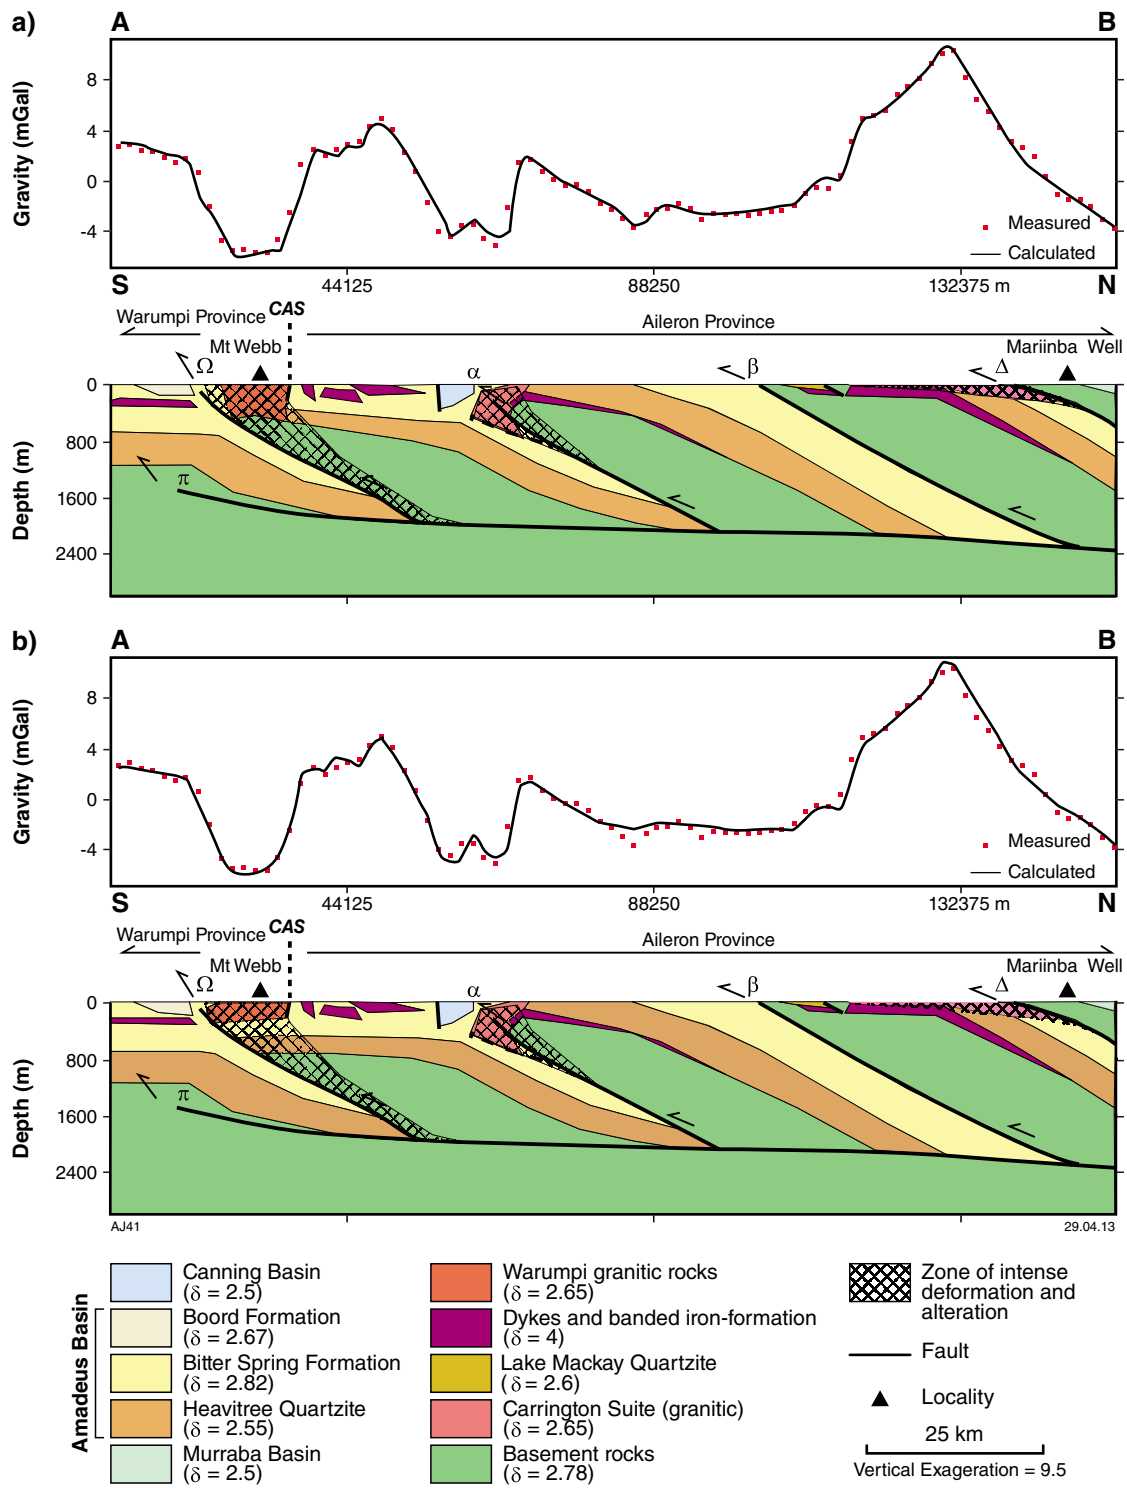 a)
A
B
Gravity (mGal)
8
4
0
-4
Measured
Calculated
S
44125
88250
132375 m
N
CAS
Warumpi Province
Aileron Province
Mt Webb
Mariinba Well
Ω
α
β
Δ
π
Depth (m)
0
800
1600
2400
b)
A
B
Gravity (mGal)
8
4
0
-4
Measured
Calculated
S
44125
88250
132375 m
N
CAS
Warumpi Province
Aileron Province
Mt Webb
Mariinba Well
Ω
α
β
Δ
π
Depth (m)
0
800
1600
2400
AJ41
29.04.13
Amadeus Basin
Canning Basin
(δ = 2.5)
Boord Formation
(δ = 2.67)
Bitter Spring Formation
(δ = 2.82)
Heavitree Quartzite
(δ = 2.55)
Murraba Basin
(δ = 2.5)
Warumpi granitic rocks
(δ = 2.65)
Dykes and banded iron-formation
(δ = 4)
Lake Mackay Quartzite
(δ = 2.6)
Carrington Suite (granitic)
(δ = 2.65)
Basement rocks
(δ = 2.78)
Zone of intense
deformation and
alteration
Fault
Locality
25 km
Vertical Exageration = 9.5